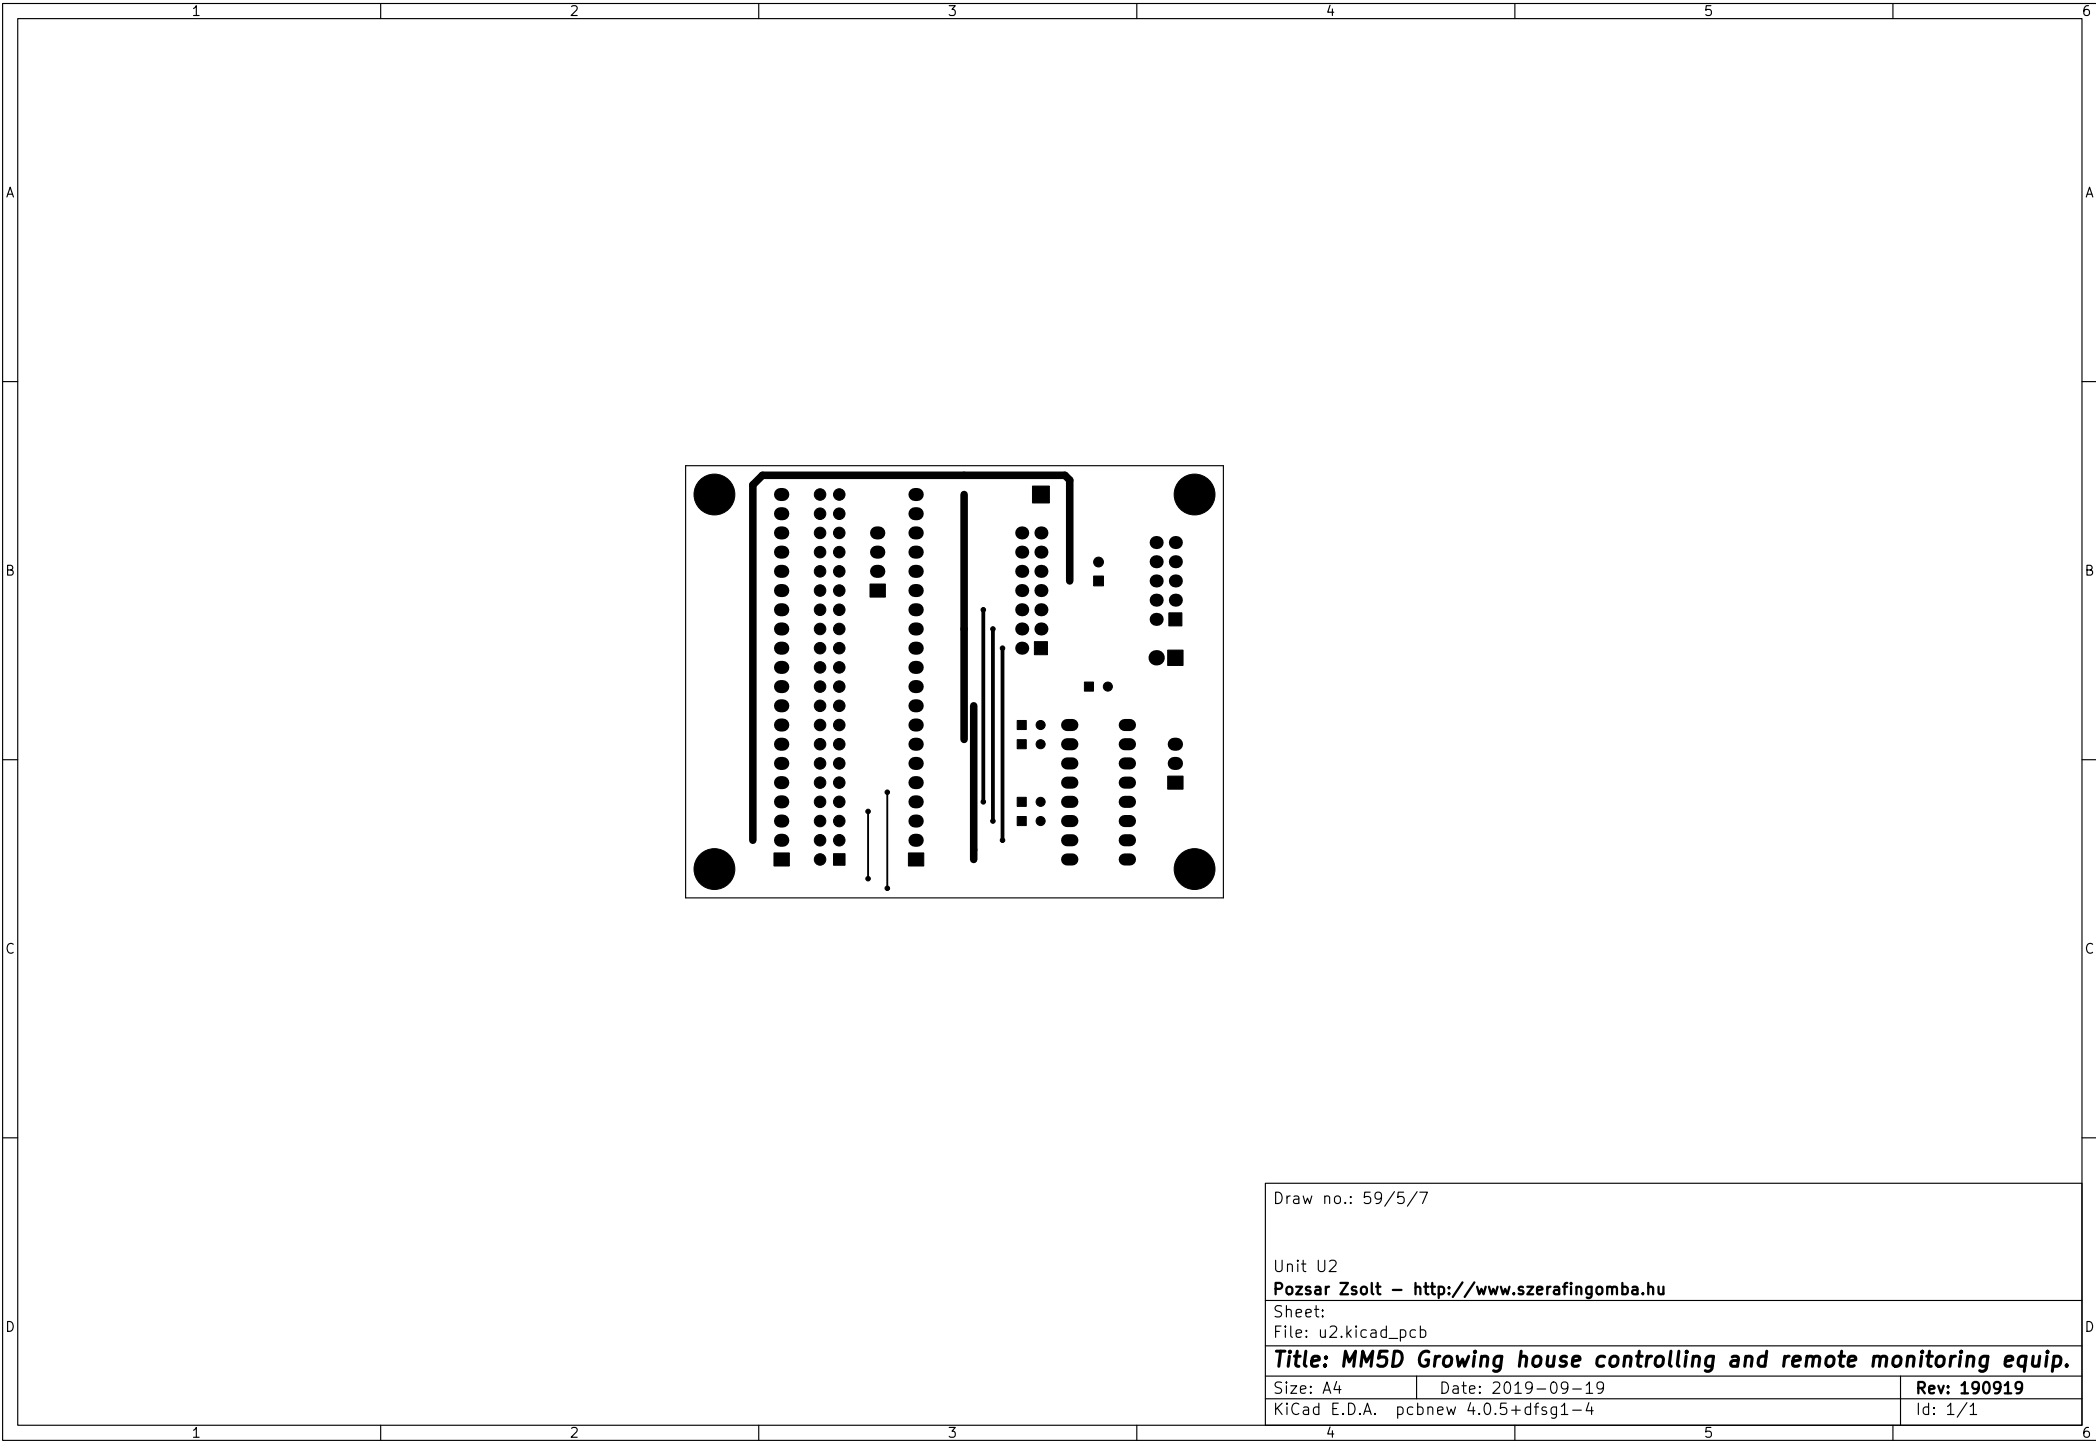 1 2 3 4 5 6
A A
B B
C C
Draw no.: 59/5/7
Unit U2
Pozsar Zsolt – http://www.szerafingomba.hu
Sheet:
File: u2.kicad_pcb
D D
Title: MM5D Growing house controlling and remote monitoring equip.
Size: A4 Date: 2019-09-19 Rev: 190919
KiCad E.D.A. pcbnew 4.0.5+dfsg1-4 Id: 1/1
1 2 3 4 5 6